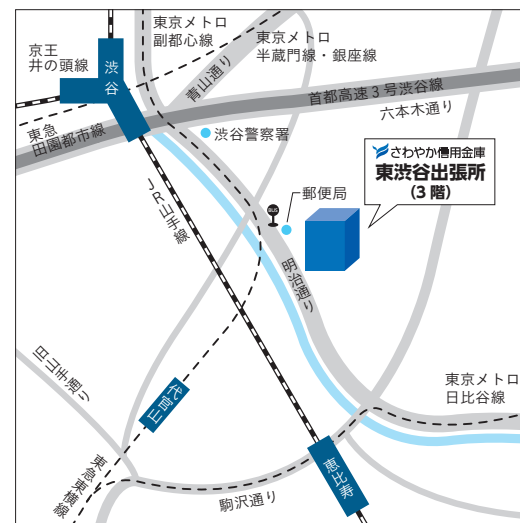 東京メトロ
副都心線
東京メトロ
半蔵門線・銀座線
京王
井の頭線
渋谷
青山通り
首都高速3号渋谷線
六本木通り
東急
田園都市線
渋谷警察署
さわやか信用金庫
東渋谷出張所
(3階)
JR山手線
BUS
郵便局
明治通り
旧山手通り
代官山
東京メトロ
日比谷線
東急東横線
駒沢通り
恵比寿